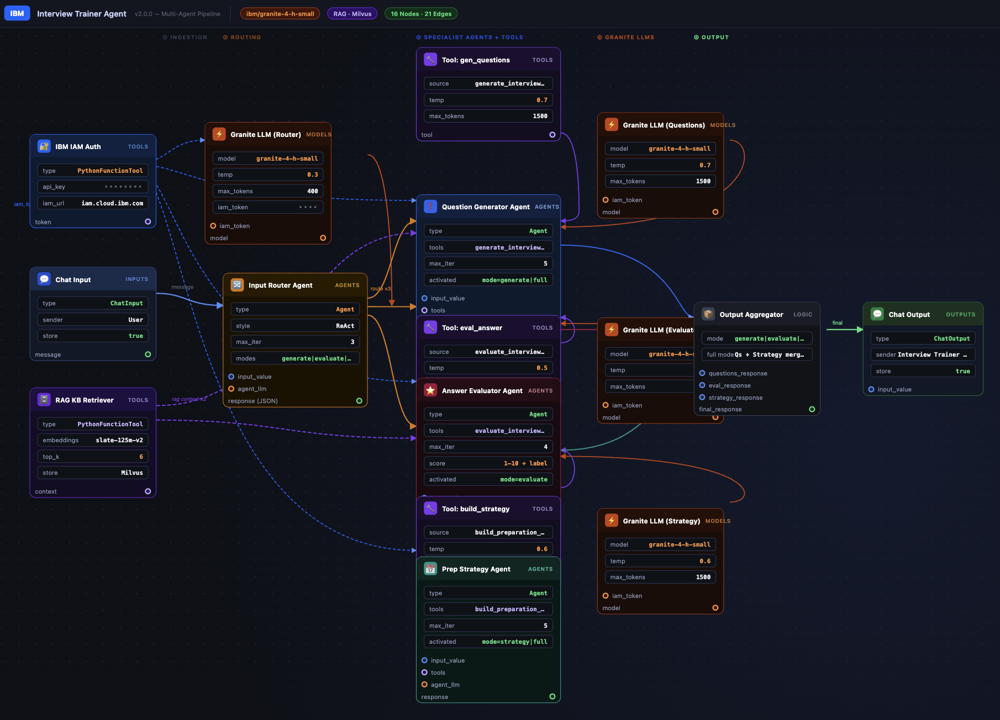 IBM
Interview Trainer Agent
v2.0.0 — Multi-Agent Pipeline
ibm/granite-4-h-small
RAG · Milvus
16 Nodes · 21 Edges
① INGESTION
② ROUTING
③ SPECIALIST AGENTS + TOOLS
④ GRANITE LLMS
⑤ OUTPUT
IBM IAM Auth TOOLS
type PythonFunctionTool
api_key ••••••••
iam_url iam.cloud.ibm.com
token
iam_to
Chat Input INPUTS
type ChatInput
sender User
store true
message
message
RAG KB Retriever TOOLS
type PythonFunctionTool
embeddings slate-125m-v2
top_k 6
store Milvus
context
rag context ×2
Granite LLM (Router) MODELS
model granite-4-h-small
temp 0.3
max_tokens 400
iam_token ••••
iam_token
model
Input Router Agent AGENTS
type Agent
style ReAct
max_iter 3
modes generate|evaluate|…
input_value
agent_llm
response (JSON)
route ×3
Tool: gen_questions TOOLS
source generate_interview…
temp 0.7
max_tokens 1500
tool
Question Generator Agent AGENTS
type Agent
tools generate_interview…
max_iter 5
activated mode=generate|full
input_value
tools
Tool: eval_answer TOOLS
source evaluate_interview…
temp 0.5
Answer Evaluator Agent AGENTS
type Agent
tools evaluate_interview…
max_iter 4
score 1–10 + label
activated mode=evaluate
Tool: build_strategy TOOLS
source build_preparation_…
temp 0.6
Prep Strategy Agent AGENTS
type Agent
tools build_preparation_…
max_iter 5
activated mode=strategy|full
input_value
tools
agent_llm
response
Granite LLM (Questions) MODELS
model granite-4-h-small
temp 0.7
max_tokens 1500
iam_token
model
Granite LLM (Evaluat
model granite-4-h-s
temp
max_tokens
iam_token
model
Granite LLM (Strategy) MODELS
model granite-4-h-small
temp 0.6
max_tokens 1500
iam_token
model
Output Aggregator LOGIC
mode generate|evaluate|…
full mode Qs + Strategy merg…
questions_response
eval_response
strategy_response
final_response
final
Chat Output OUTPUTS
type ChatOutput
sender Interview Trainer …
store true
input_value